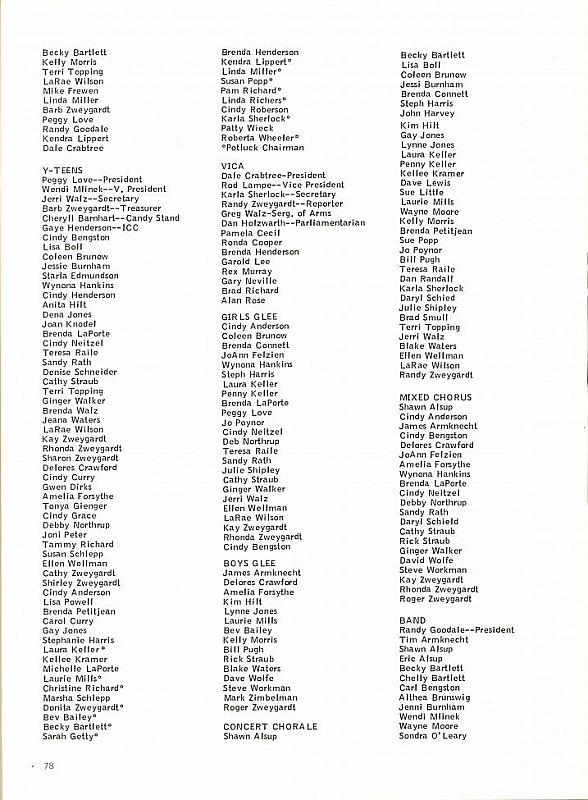 Becky Bartlett
Kelly Morris
Terri Topping
LaRae Wilson
Mike Frewen
Linda Miller
Barb Zweygardt
Peggy Love
Randy Goodale
Kendra Lippert
Dale Crabtree
Y-TEENS
Peggy Love--President
Wendi Mlinek--V. President
Jerri Walz--Secretary
Barb Zweygardt--Treasurer
Cheryll Barnhart--Candy Stand
Gaye Henderson--ICC
Cindy Bengston
Lisa Boll
Coleen Brunow
Jessie Burnham
Starla Edmundson
Wynona Hankins
Cindy Henderson
Anita Hilt
Dena Jones
Joan Knodel
Brenda LaPorte
Cindy Neitzel
Teresa Raile
Sandy Rath
Denise Schneider
Cathy Straub
Terri Topping
Ginger Walker
Brenda Walz
Jeana Waters
LaRae Wilson
Kay Zweygardt
Rhonda Zweygardt
Sharon Zweygardt
Delores Crawford
Cindy Curry
Gwen Dirks
Amelia Forsythe
Tonya Gienger
Cindy Grace
Debby Northrup
Joni Peter
Tammy Richard
Susan Schlepp
Ellen Wellman
Cathy Zweygardt
Shirley Zweygardt
Cindy Anderson
Lisa Powell
Brenda Petitjean
Carol Curry
Gay Jones
Stephanie Harris
Laura Keller*
Kellee Kramer
Michelle LaPorte
Laurie Mills*
Christine Richard*
Marsha Schlepp
Donita Zweygardt*
Bev Bailey*
Becky Bartlett*
Sarah Getty*
Brenda Henderson
Kendra Lippert*
Linda Miller*
Susan Popp*
Pam Richard*
Linda Richers*
Cindy Roberson
Karla Sherlock*
Patty Wieck
Roberta Wheeler*
*Potluck Chairman
VICA
Dale Crabtree-President
Rod Lampe--Vice President
Karla Sherlock--Secretary
Randy Zweygardt--Reporter
Greg Walz-Serg. of Arms
Dan Holzwarth--Parliamentarian
Pamela Cecil
Ronda Cooper
Brenda Henderson
Garold Lee
Rex Murray
Gary Neville
Brad Richard
Alan Rose
GIRLS GLEE
Cindy Anderson
Coleen Brunow
Brenda Connett
JoAnn Felzien
Wynona Hankins
Steph Harris
Laura Keller
Penny Keller
Brenda LaPorte
Peggy Love
Jo Poynor
Cindy Neitzel
Deb Northrup
Teresa Raile
Sandy Rath
Julie Shipley
Cathy Straub
Ginger Walker
Jerri Walz
Ellen Wellman
LaRae Wilson
Kay Zweygardt
Rhonda Zweygardt
Cindy Bengston
BOYS GLEE
James Armknecht
Delores Crawford
Amelia Forsythe
Kim Hilt
Lynne Jones
Laurie Mills
Bev Bailey
Kelly Morris
Bill Pugh
Rick Straub
Blake Waters
Dave Wolfe
Steve Workman
Mark Zimbelman
Roger Zweygardt
CONCERT CHORALE
Shawn Alsup
Becky Bartlett
Lisa Boll
Coleen Brunow
Jessi Burnham
Brenda Connett
Steph Harris
John Harvey
Kim Hilt
Gay Jones
Lynne Jones
Laura Keller
Penny Keller
Kellee Kramer
Dave Lewis
Sue Little
Laurie Mills
Wayne Moore
Kelly Morris
Brenda Petitjean
Sue Popp
Jo Poynor
Bill Pugh
Teresa Raile
Dan Randall
Karla Sherlock
Daryl Schied
Julie Shipley
Brad Smull
Terri Topping
Jerri Walz
Blake Waters
Ellen Wellman
LaRae Wilson
Randy Zweygardt
MIXED CHORUS
Shawn Alsup
Cindy Anderson
James Armknecht
Cindy Bengston
Delores Crawford
JoAnn Felzien
Amelia Forsythe
Wynona Hankins
Brenda LaPorte
Cindy Neitzel
Debby Northrup
Sandy Rath
Daryl Schield
Cathy Straub
Rick Straub
Ginger Walker
David Wolfe
Steve Workman
Kay Zweygardt
Rhonda Zweygardt
Roger Zweygardt
BAND
Randy Goodale--President
Tim Armknecht
Shawn Alsup
Eric Alsup
Becky Bartlett
Chelly Bartlett
Carl Bengston
Althea Brunswig
Jenni Burnham
Wendi Mlinek
Wayne Moore
Sondra O'Leary
78